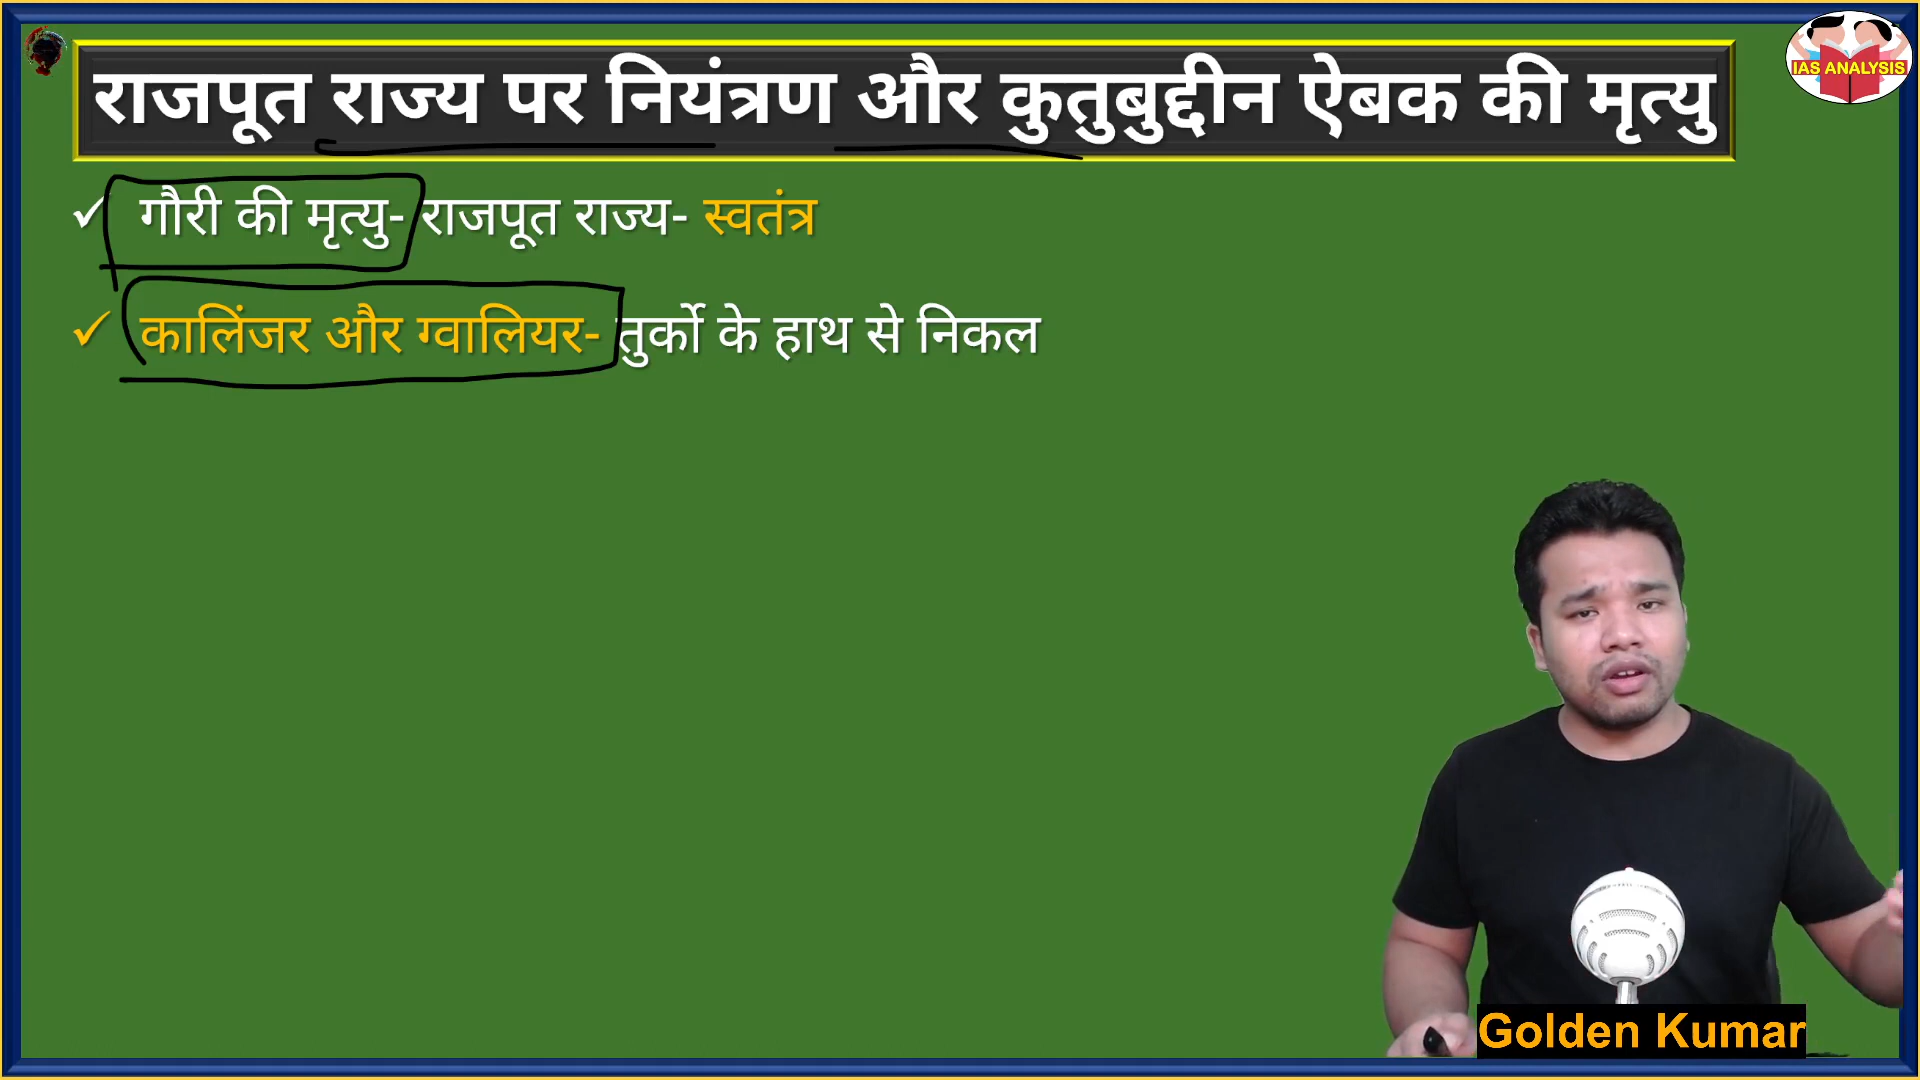 राजपूत राज्य पर नियंत्रण और कुतुबुद्दीन ऐबक की मृत्यु
IAS ANALYSIS
✓ गौरी की मृत्यु- राजपूत राज्य- स्वतंत्र
✓ कालिंजर और ग्वालियर- तुर्को के हाथ से निकल
Golden Kumar